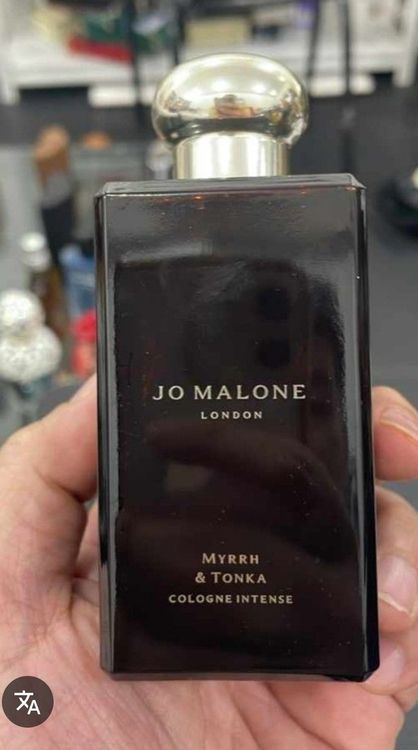 JO MALONE
LONDON
MYRRH
& TONKA
COLOGNE INTENSE